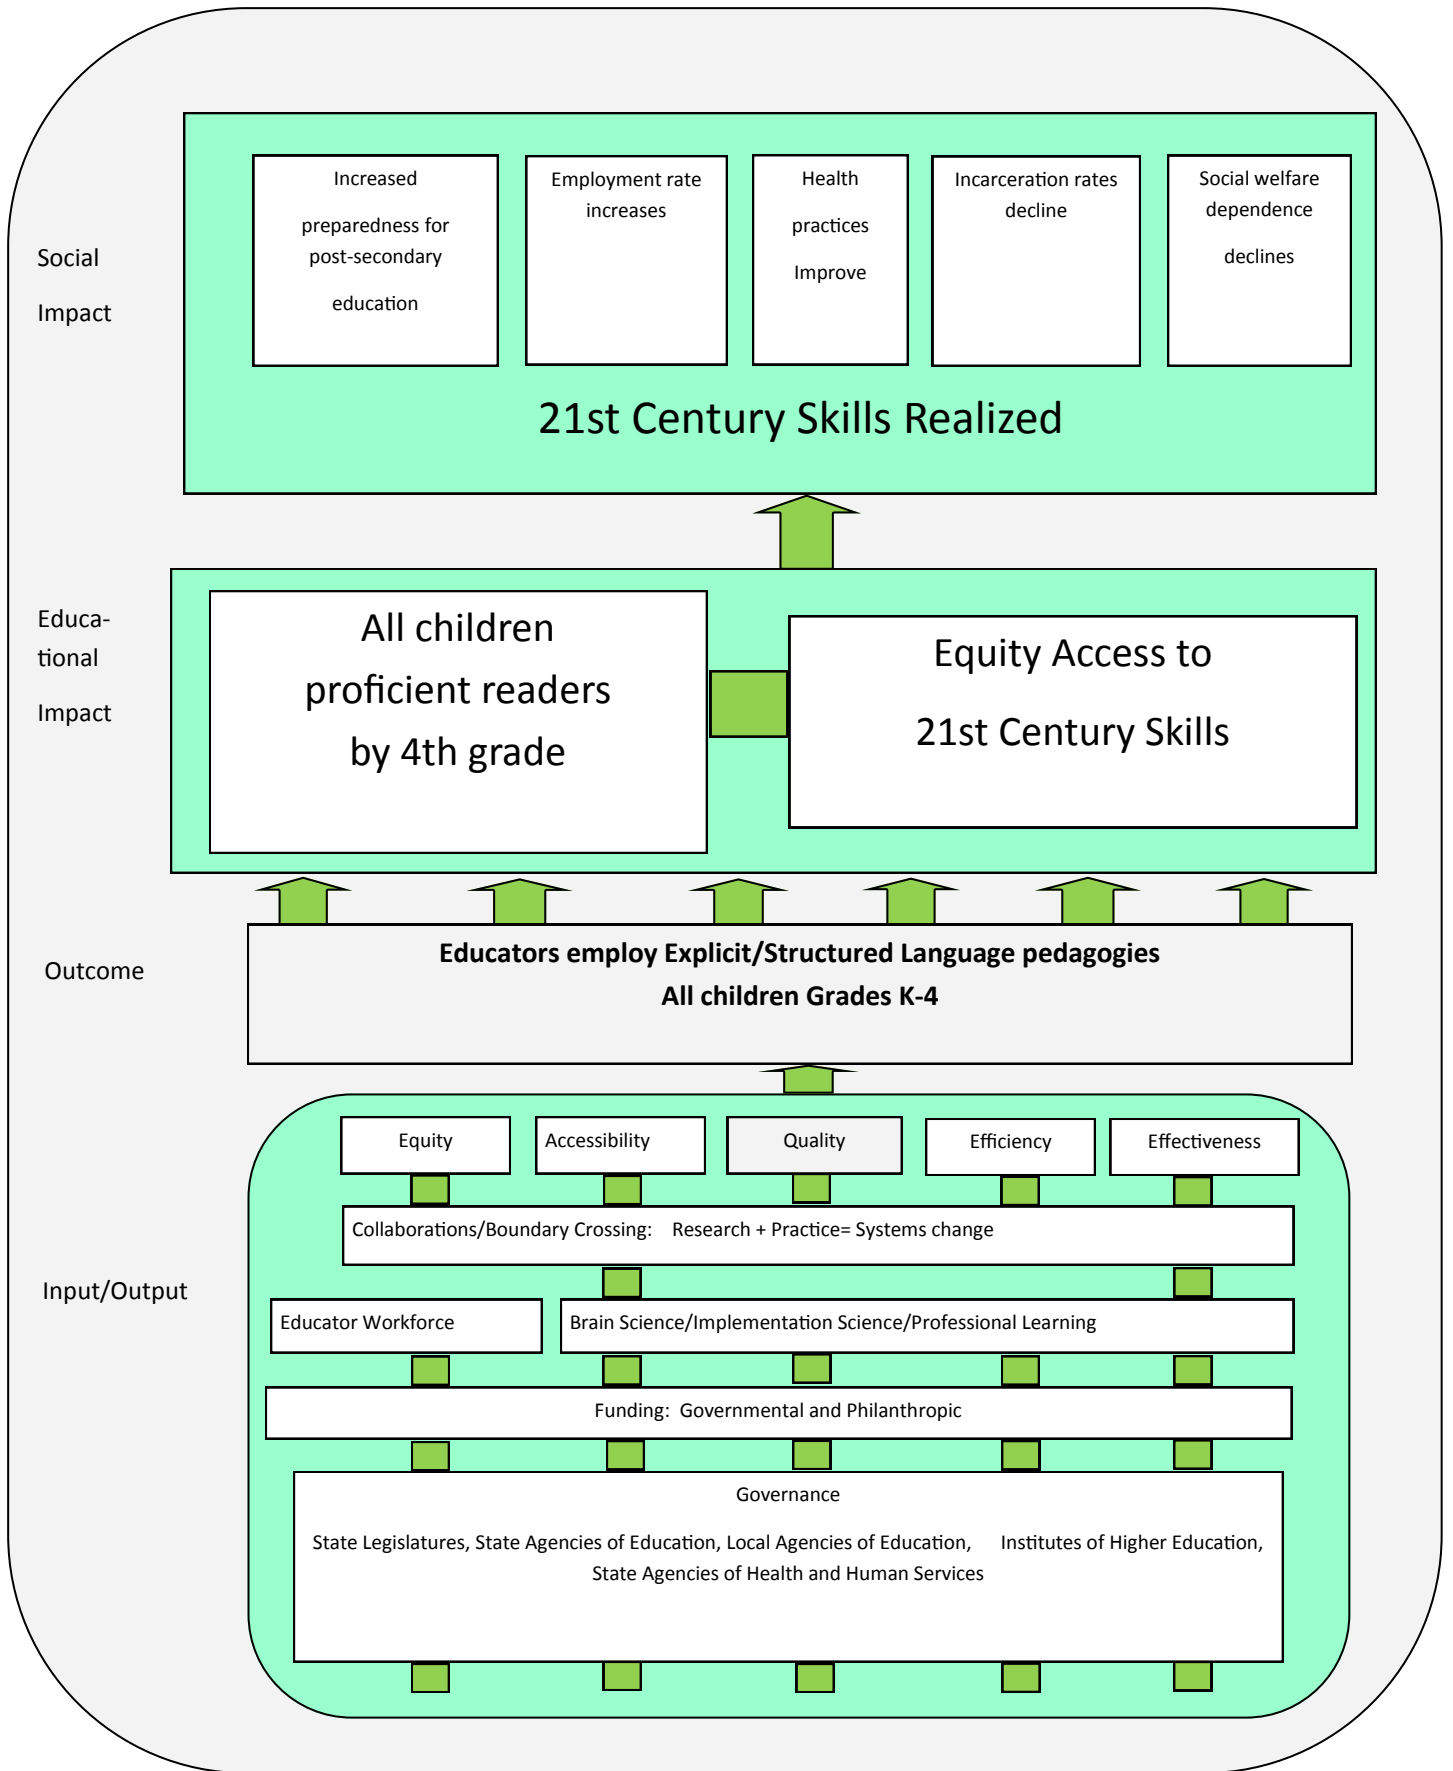 Social
Impact
Increased
preparedness for
post-secondary
education
Employment rate
increases
Health
practices
Improve
Incarceration rates
decline
Social welfare
dependence
declines
21st Century Skills Realized
Educa-
tional
Impact
All children
proficient readers
by 4th grade
Equity Access to
21st Century Skills
Outcome
Educators employ Explicit/Structured Language pedagogies
All children Grades K-4
Input/Output
Equity
Accessibility
Quality
Efficiency
Effectiveness
Collaborations/Boundary Crossing: Research + Practice= Systems change
Educator Workforce
Brain Science/Implementation Science/Professional Learning
Funding: Governmental and Philanthropic
Governance
State Legislatures, State Agencies of Education, Local Agencies of Education, Institutes of Higher Education,
State Agencies of Health and Human Services